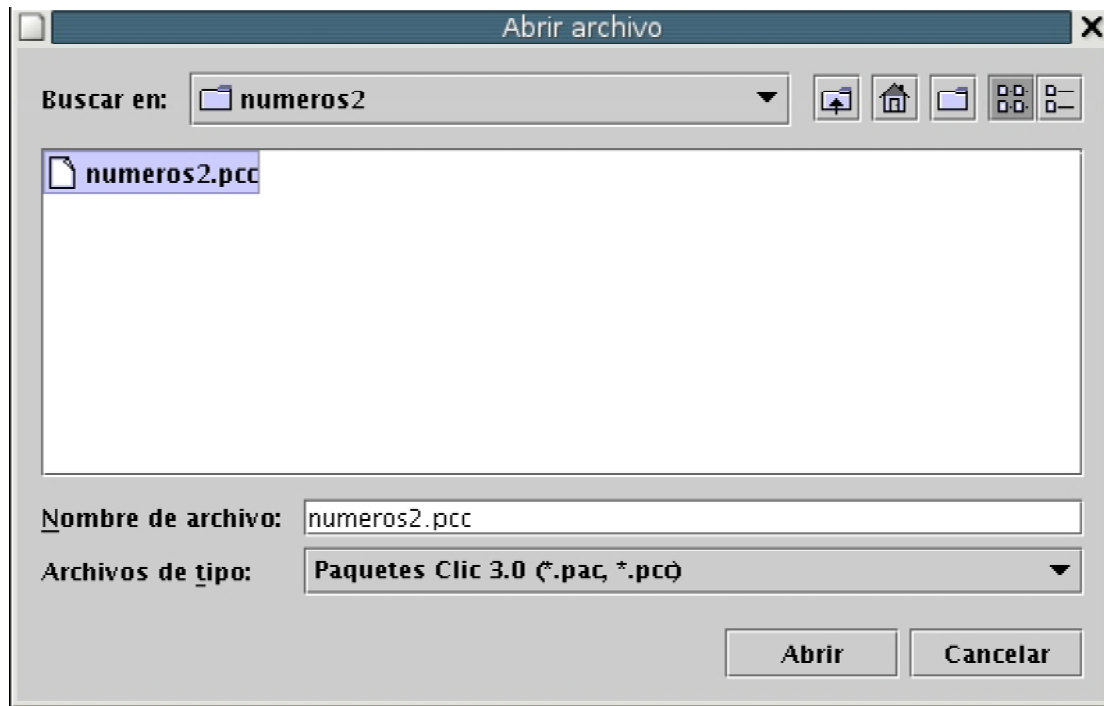 Abrir archivo
Buscar en: numeros2
numeros2.pcc
Nombre de archivo: numeros2.pcc
Archivos de tipo: Paquetes Clic 3.0 (*.pac, *.pcc)
Abrir Cancelar